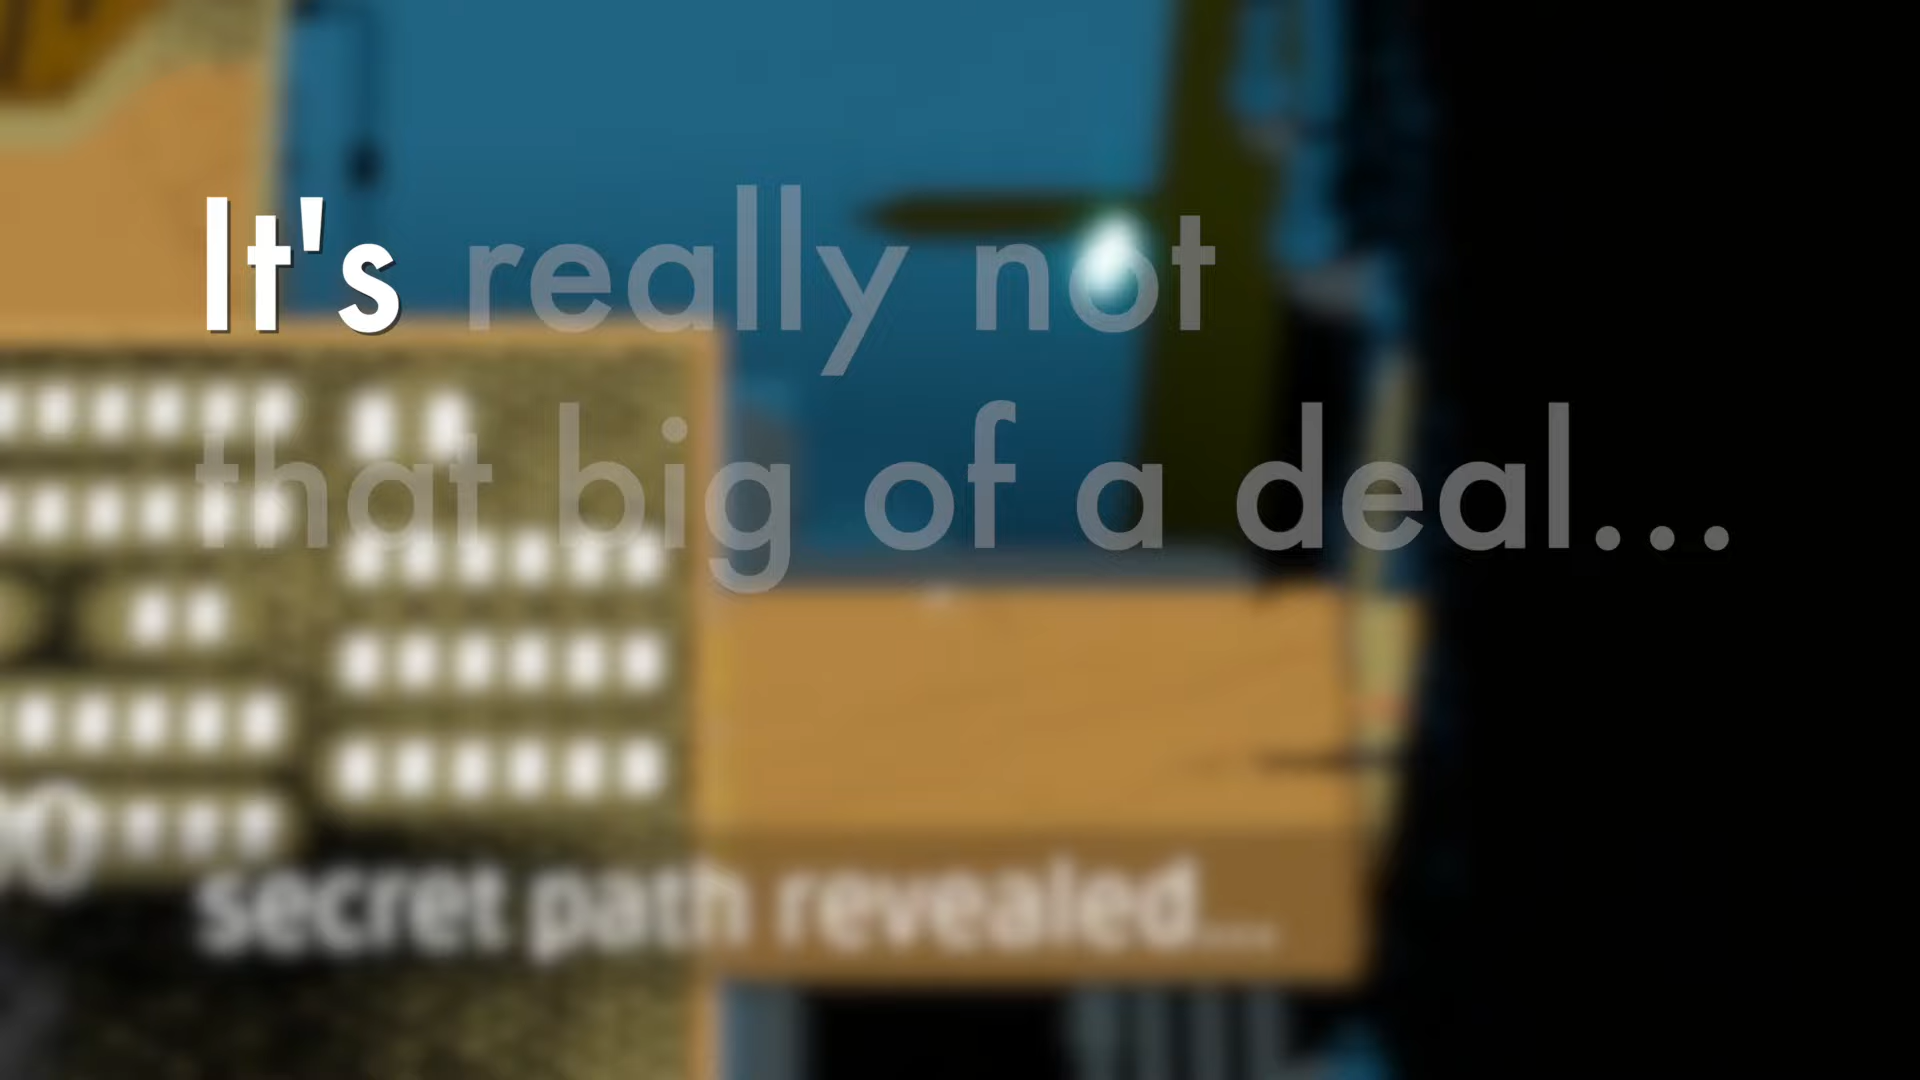 It's really not
that big of a deal...
secret path revealed...